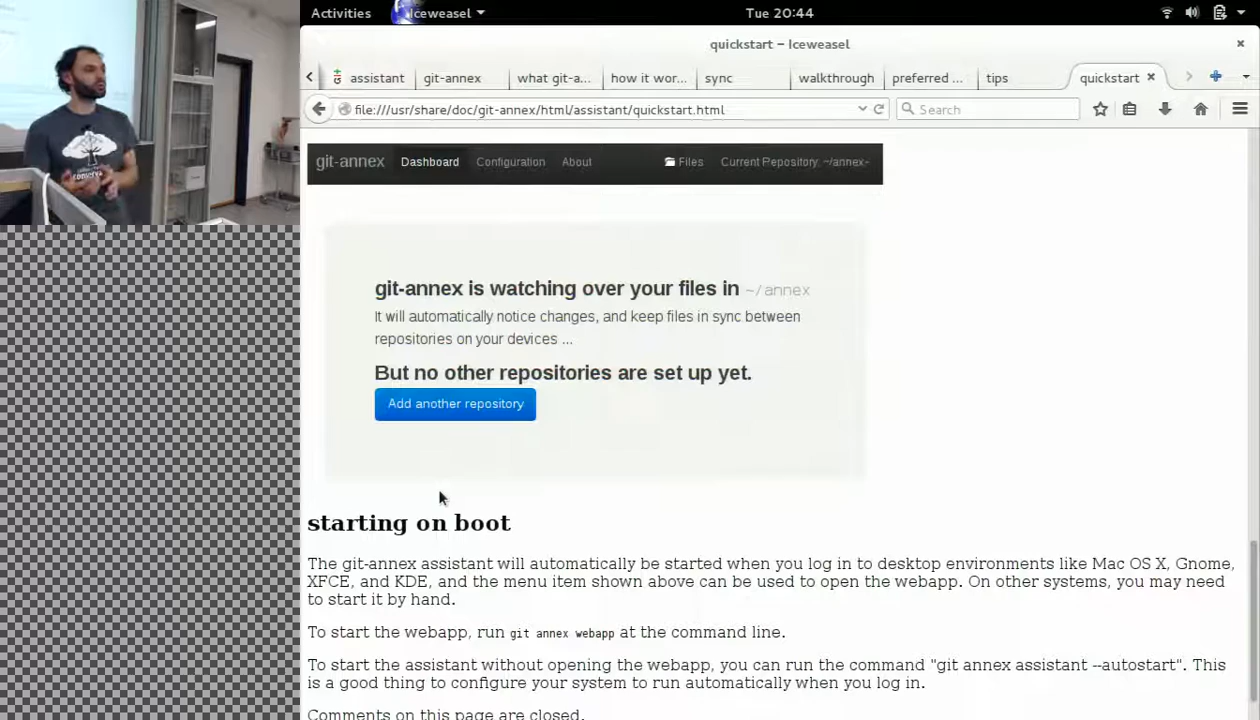 Activities
Iceweasel
Tue 20:44
quickstart – Iceweasel
assistant
git-annex
what git-a...
how it wor...
sync
walkthrough
preferred ...
tips
quickstart
file:///usr/share/doc/git-annex/html/assistant/quickstart.html
Search
git-annex Dashboard Configuration About Files Current Repository: ~/annex
git-annex is watching over your files in ~/annex
It will automatically notice changes, and keep files in sync between
repositories on your devices ...
But no other repositories are set up yet.
Add another repository
starting on boot
The git-annex assistant will automatically be started when you log in to desktop environments like Mac OS X, Gnome,
XFCE, and KDE, and the menu item shown above can be used to open the webapp. On other systems, you may need
to start it by hand.
To start the webapp, run git annex webapp at the command line.
To start the assistant without opening the webapp, you can run the command "git annex assistant --autostart". This
is a good thing to configure your system to run automatically when you log in.
Comments on this page are closed.